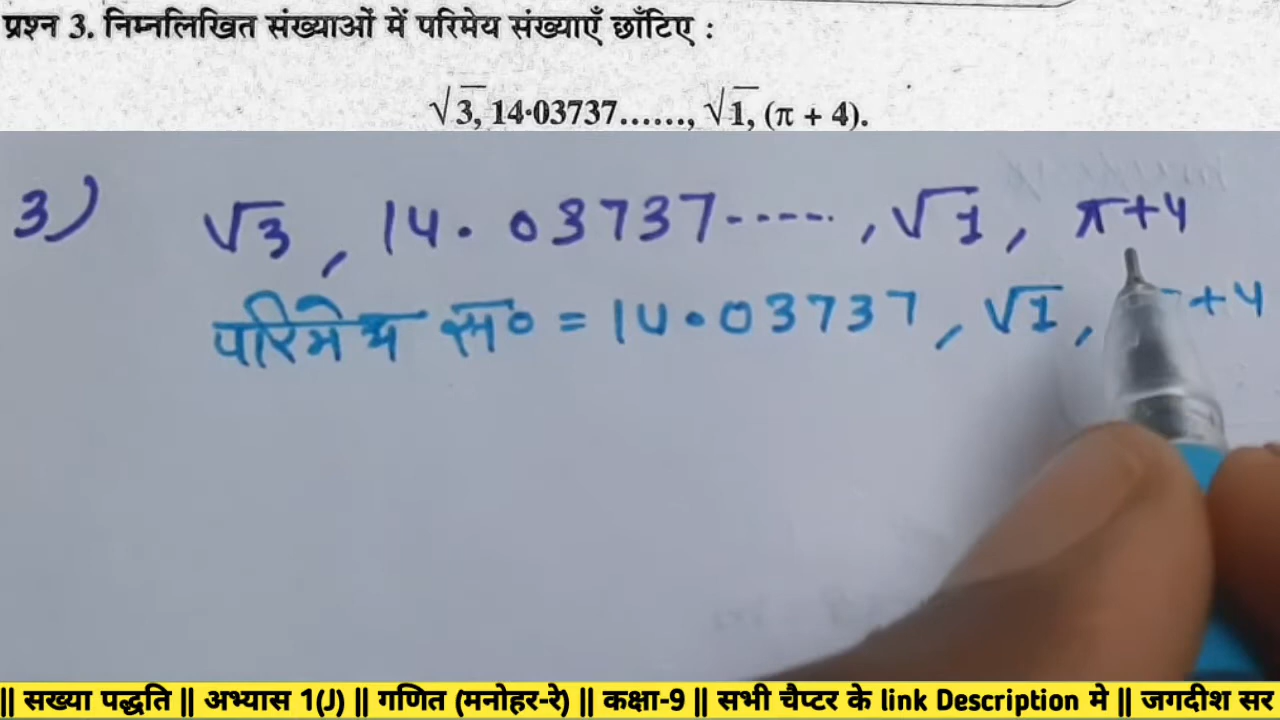 प्रश्न 3. निम्नलिखित संख्याओं में परिमेय संख्याएँ छाँटिए :
√3, 14·03737......, √1, (π + 4).
3) √3, 14.03737-----, √1, π+4
परिमेय स० = 14.03737, √1, +4
|| सख्या पद्धति || अभ्यास 1(J) || गणित (मनोहर-रे) || कक्षा-9 || सभी चैप्टर के link Description मे || जगदीश सर